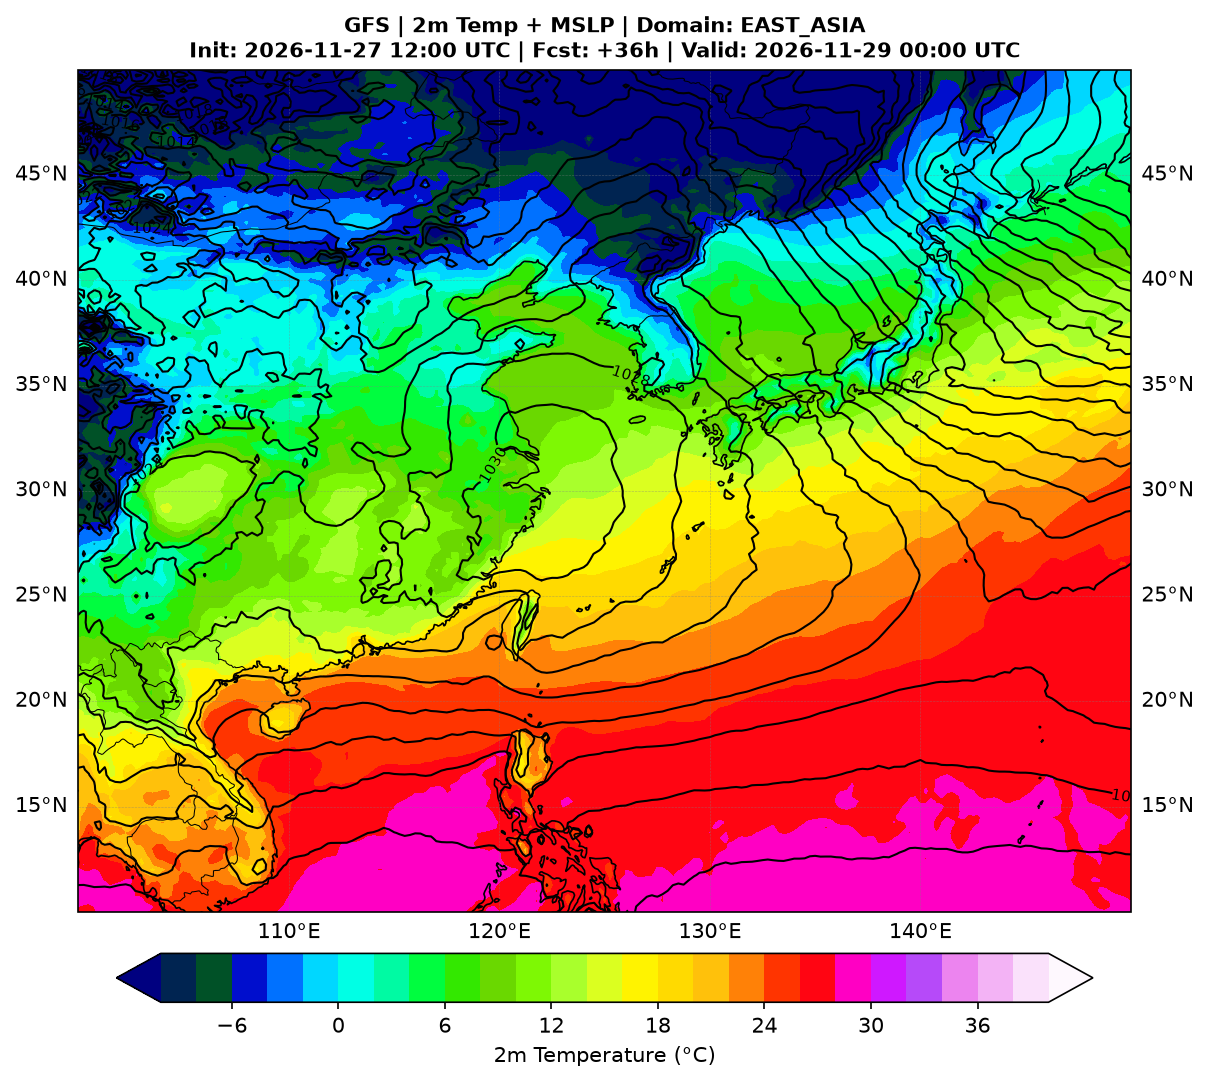 GFS | 2m Temp + MSLP | Domain: EAST_ASIA
Init: 2026-11-27 12:00 UTC | Fcst: +36h | Valid: 2026-11-29 00:00 UTC
45°N
45°N
40°N
40°N
1028
35°N
35°N
1030
30°N
30°N
25°N
25°N
20°N
20°N
10
15°N
15°N
110°E
120°E
130°E
140°E
−6
0
6
12
18
24
30
36
2m Temperature (°C)